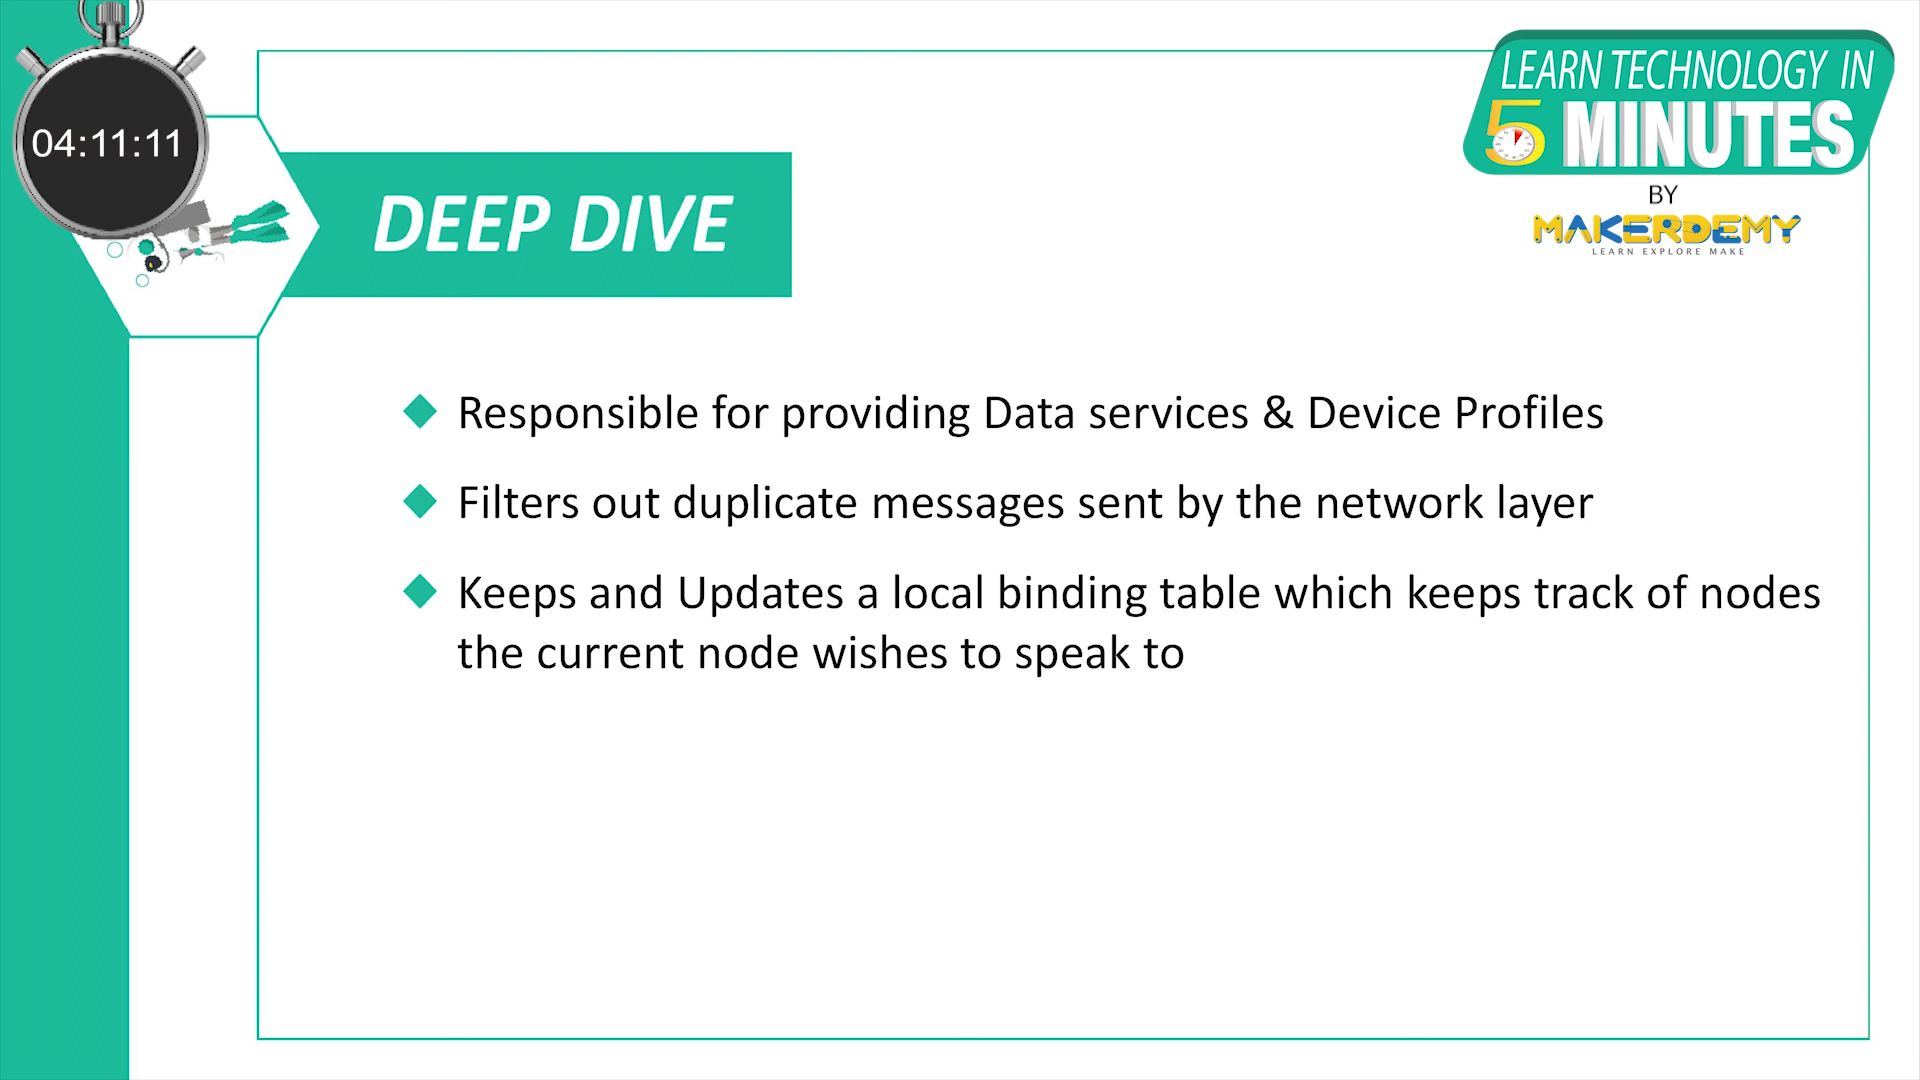 04:11:11
LEARN TECHNOLOGY IN
5 MINUTES
BY
MAKERDEMY
LEARN EXPLORE MAKE
DEEP DIVE
Responsible for providing Data services & Device Profiles
Filters out duplicate messages sent by the network layer
Keeps and Updates a local binding table which keeps track of nodes
the current node wishes to speak to